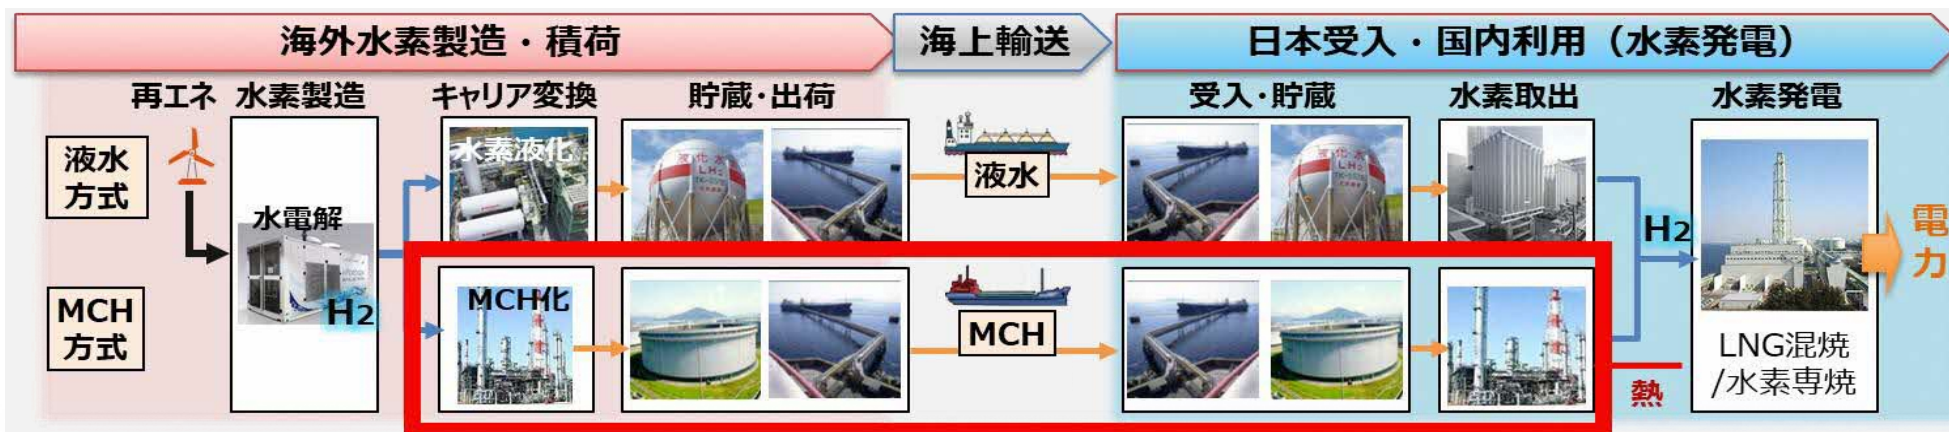 海外水素製造・積荷
海上輸送
日本受入・国内利用（水素発電）
再エネ
水素製造
キャリア変換
貯蔵・出荷
受入・貯蔵
水素取出
水素発電
液水
方式
水電解
H2
水素液化
液化水
LH2
液水
MCH
方式
MCH化
MCH
H2
熱
LNG混焼
/水素専焼
電
力